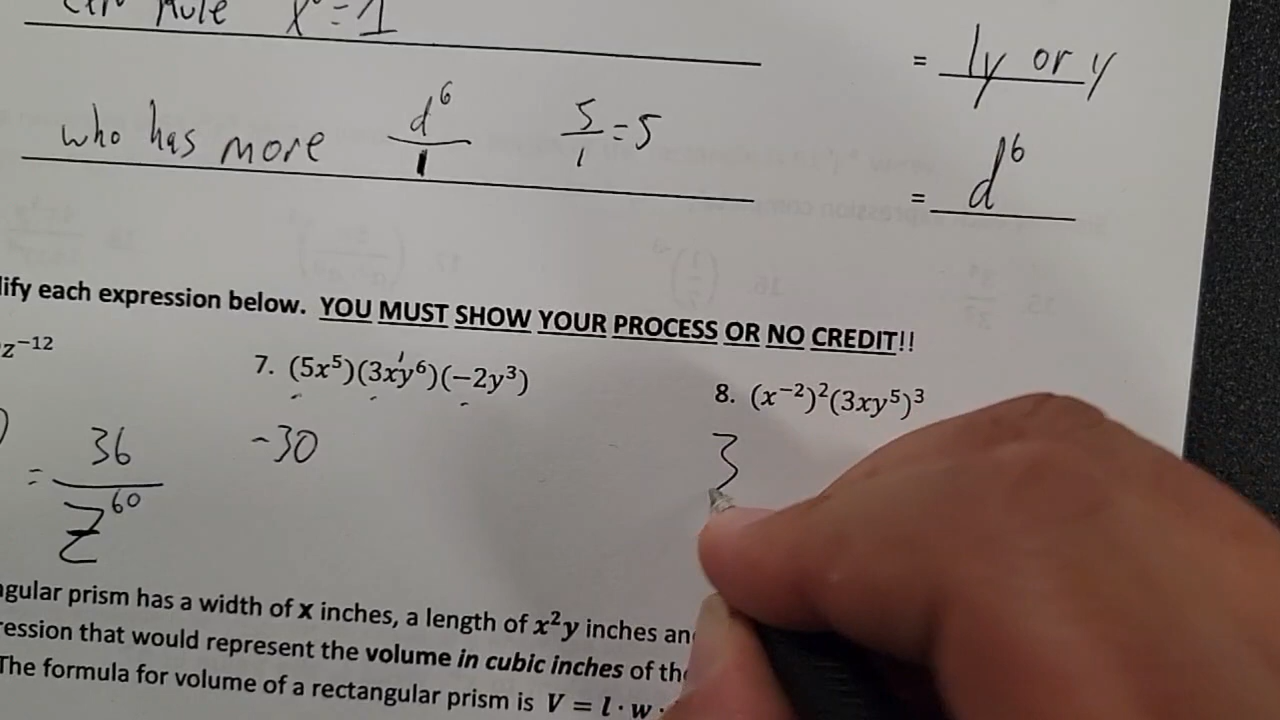 Rule x⁰ = 1 = 1y or y
who has more d⁶/1 5/1 = 5 = d⁶
lify each expression below. YOU MUST SHOW YOUR PROCESS OR NO CREDIT!!
z⁻¹² 7. (5x⁵)(3x¹y⁶)(−2y³) 8. (x⁻²)²(3xy⁵)³
) = 36/z⁶⁰ -30 3
gular prism has a width of x inches, a length of x²y inches an
ression that would represent the volume in cubic inches of the
The formula for volume of a rectangular prism is V = l · w ·